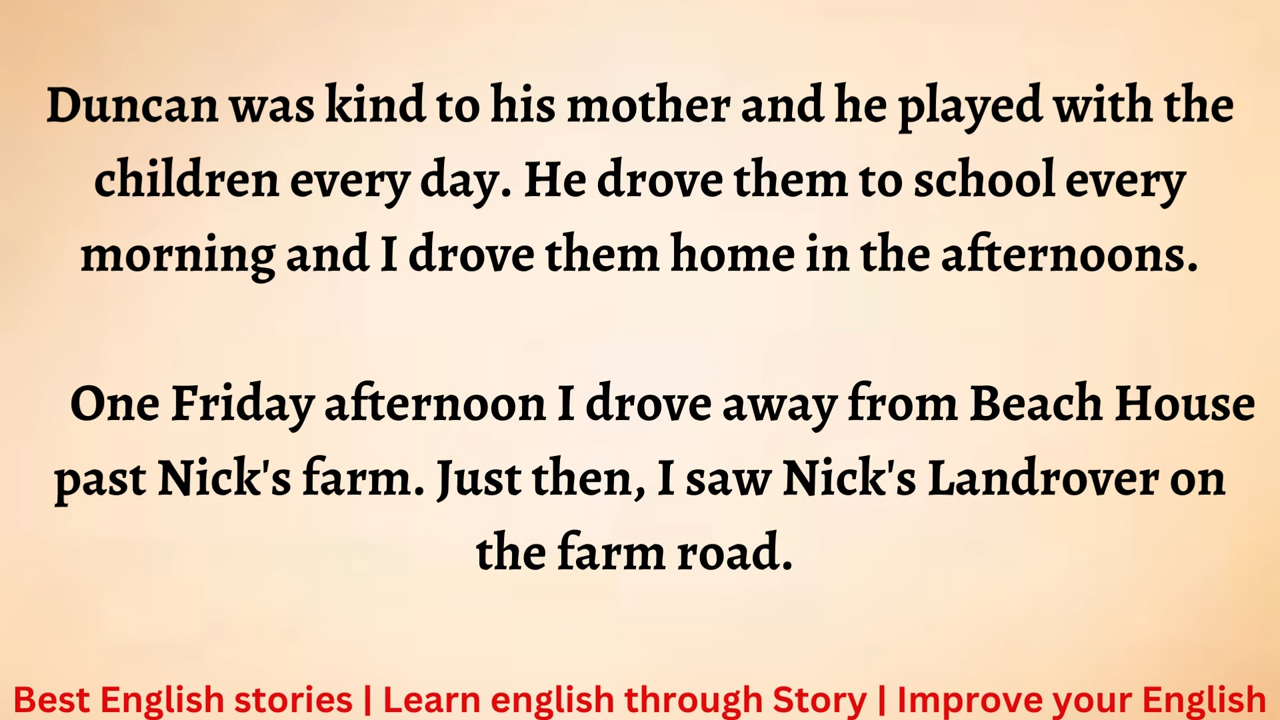 Duncan was kind to his mother and he played with the
children every day. He drove them to school every
morning and I drove them home in the afternoons.
One Friday afternoon I drove away from Beach House
past Nick's farm. Just then, I saw Nick's Landrover on
the farm road.
Best English stories | Learn english through Story | Improve your English